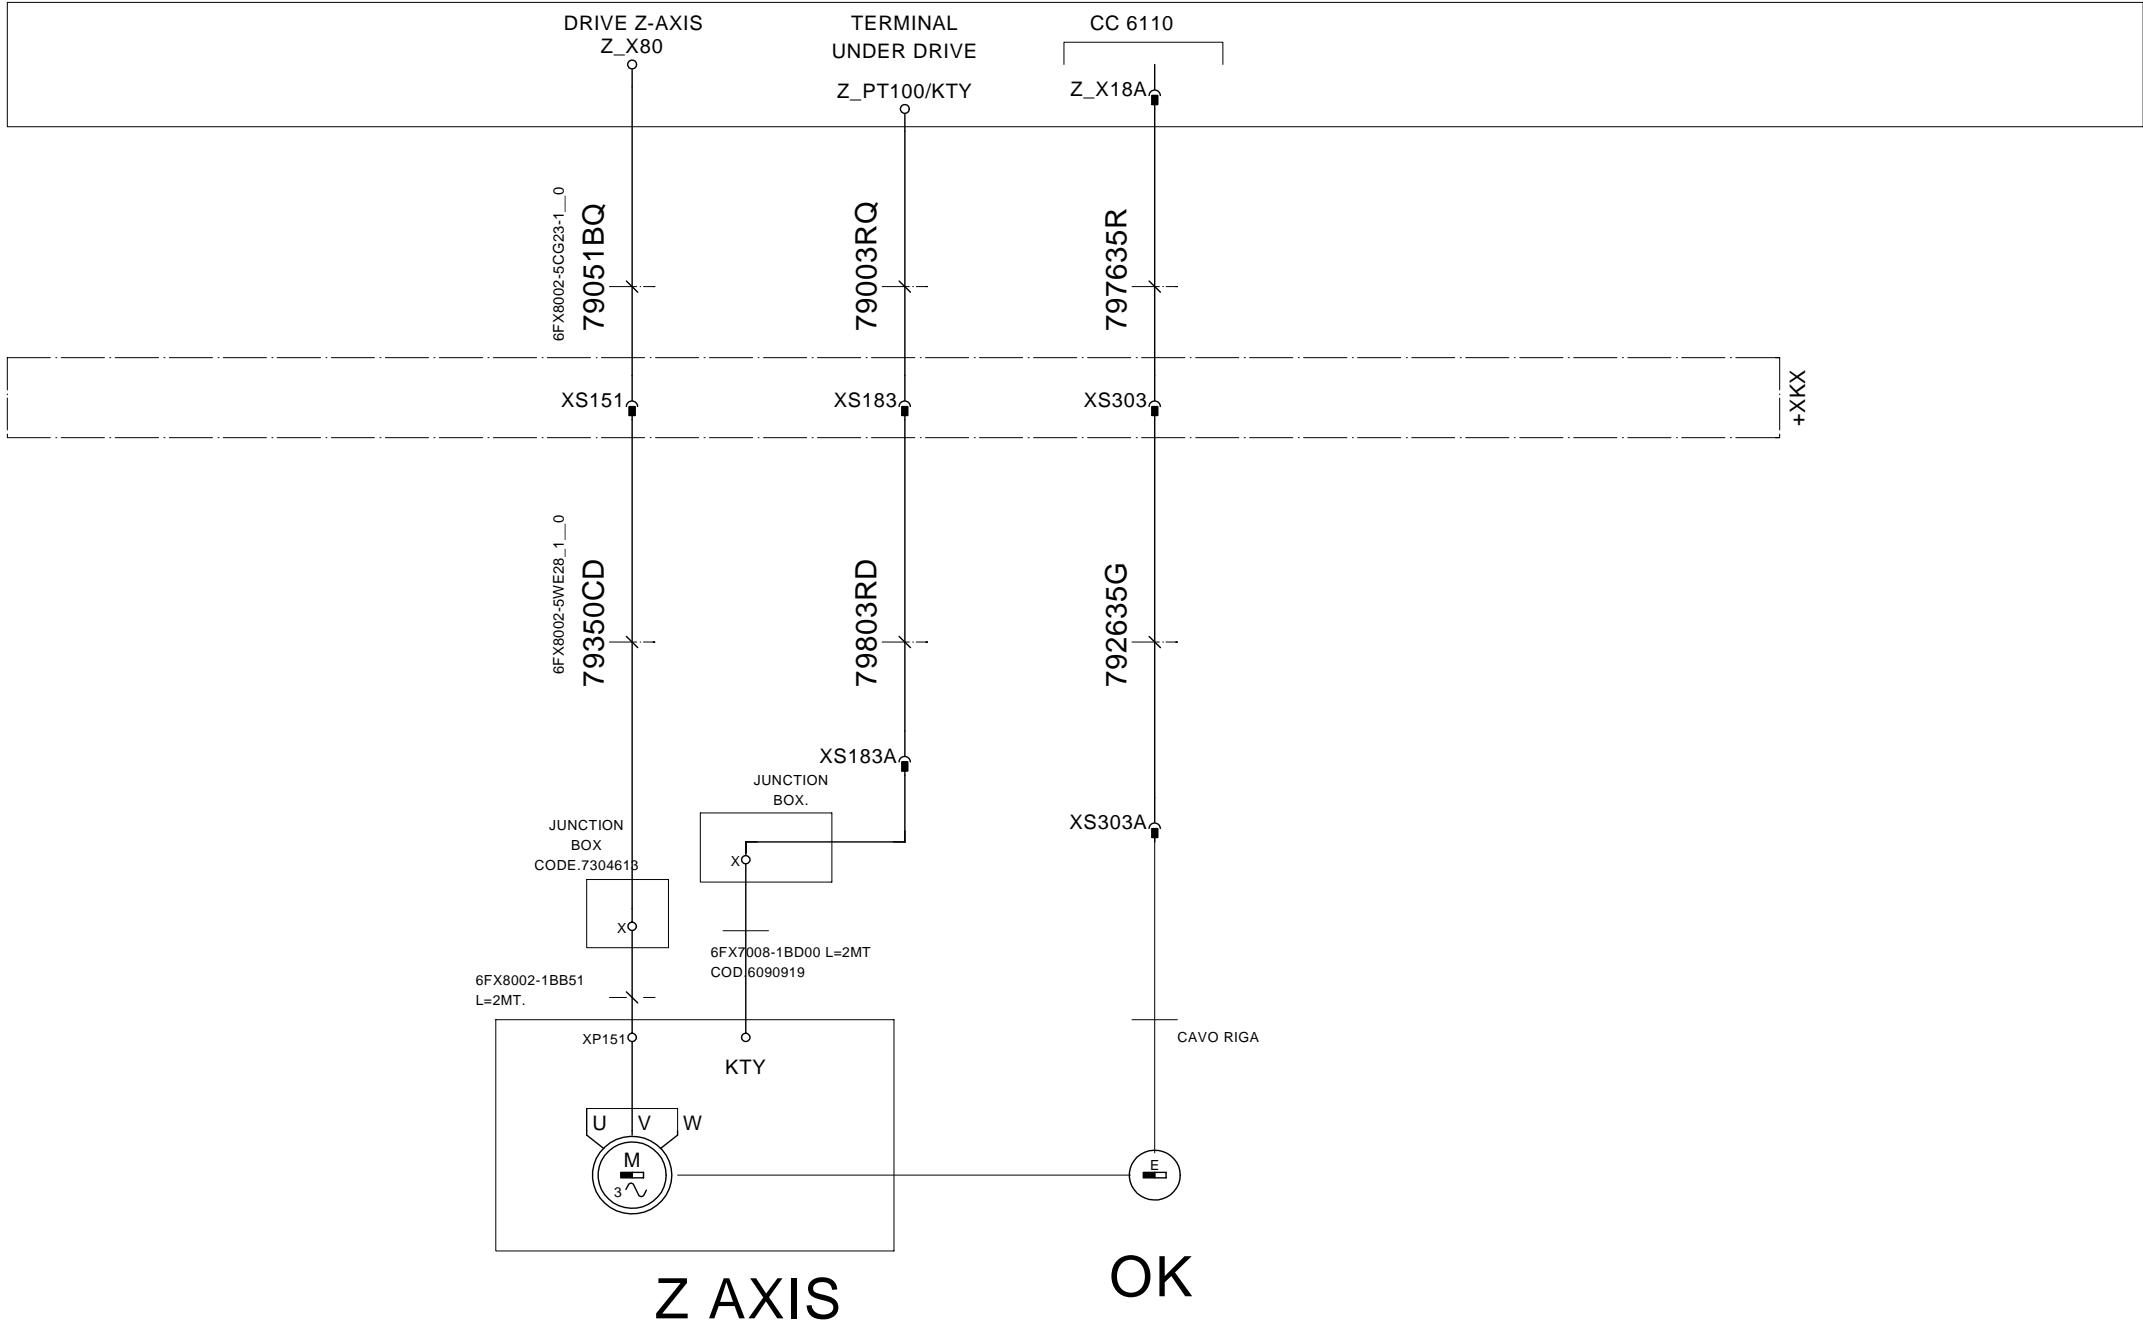 DRIVE Z-AXIS
Z_X80
TERMINAL
UNDER DRIVE
Z_PT100/KTY
CC 6110
Z_X18A
6FX8002-5CG23-1__0
79051BQ
79003RQ
797635R
XS151
XS183
XS303
+XKX
6FX8002-5WE28_1__0
79350CD
79803RD
792635G
XS183A
JUNCTION
BOX.
X
XS303A
JUNCTION
BOX
CODE.7304613
X
6FX7008-1BD00 L=2MT
COD.6090919
6FX8002-1BB51
L=2MT.
XP151
KTY
CAVO RIGA
U V W
M
3
E
Z AXIS
OK